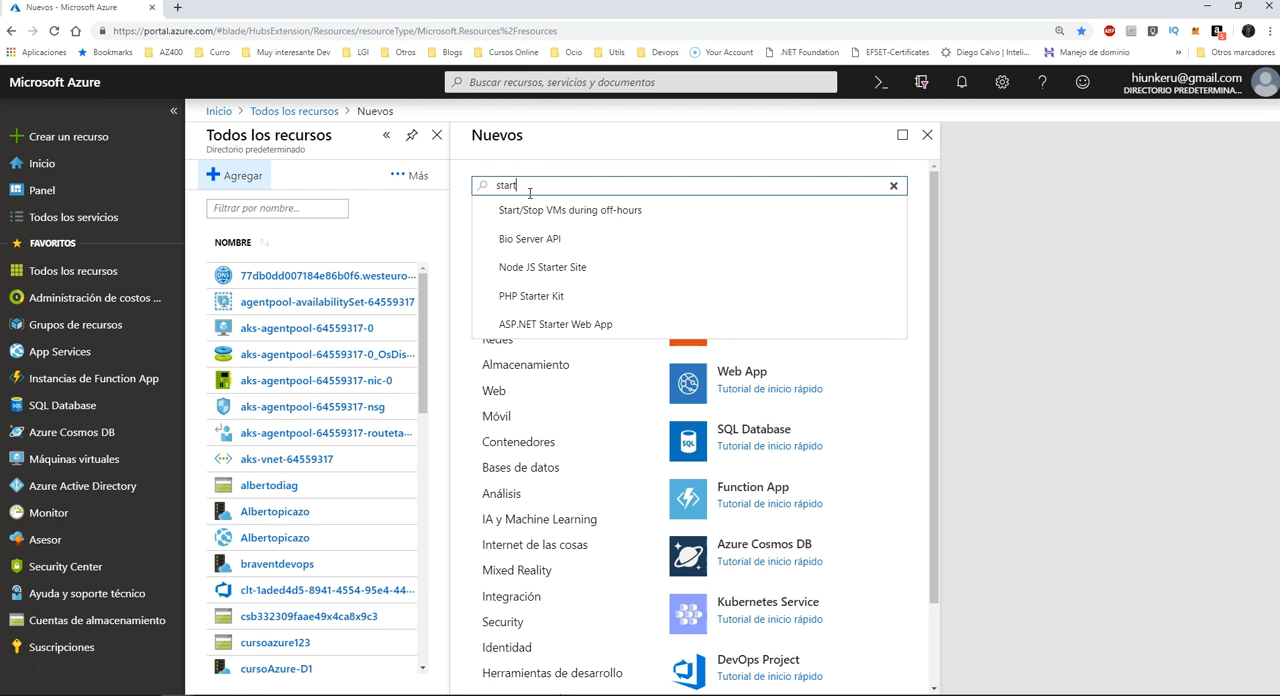 Nuevos - Microsoft Azure
https://portal.azure.com/#blade/HubsExtension/Resources/resourceType/Microsoft.Resources%2Fresources
Aplicaciones Bookmarks AZ400 Curro Muy interesante Dev LGI Otros Blogs Cursos Online Ocio Utils Devops Your Account .NET Foundation EFSET-Certificates Diego Calvo | Inteli... Manejo de dominio » Otros marcadores
Microsoft Azure
Buscar recursos, servicios y documentos
hiunkeru@gmail.com
DIRECTORIO PREDETERMINA...
Crear un recurso
Inicio
Panel
Todos los servicios
FAVORITOS
Todos los recursos
Administración de costos ...
Grupos de recursos
App Services
Instancias de Function App
SQL Database
Azure Cosmos DB
Máquinas virtuales
Azure Active Directory
Monitor
Asesor
Security Center
Ayuda y soporte técnico
Cuentas de almacenamiento
Suscripciones
Inicio > Todos los recursos > Nuevos
Todos los recursos
Directorio predeterminado
Agregar
Más
Filtrar por nombre...
NOMBRE
77db0dd007184e86b0f6.westeuro...
agentpool-availabilitySet-64559317
aks-agentpool-64559317-0
aks-agentpool-64559317-0_OsDis...
aks-agentpool-64559317-nic-0
aks-agentpool-64559317-nsg
aks-agentpool-64559317-routeta...
aks-vnet-64559317
albertodiag
Albertopicazo
Albertopicazo
braventdevops
clt-1aded4d5-8941-4554-95e4-44...
csb332309faae49x4ca8x9c3
cursoazure123
cursoAzure-D1
Nuevos
start
Start/Stop VMs during off-hours
Bio Server API
Node JS Starter Site
PHP Starter Kit
ASP.NET Starter Web App
Redes
Almacenamiento
Web
Móvil
Contenedores
Bases de datos
Análisis
IA y Machine Learning
Internet de las cosas
Mixed Reality
Integración
Security
Identidad
Herramientas de desarrollo
Web App
Tutorial de inicio rápido
SQL Database
Tutorial de inicio rápido
Function App
Tutorial de inicio rápido
Azure Cosmos DB
Tutorial de inicio rápido
Kubernetes Service
Tutorial de inicio rápido
DevOps Project
Tutorial de inicio rápido